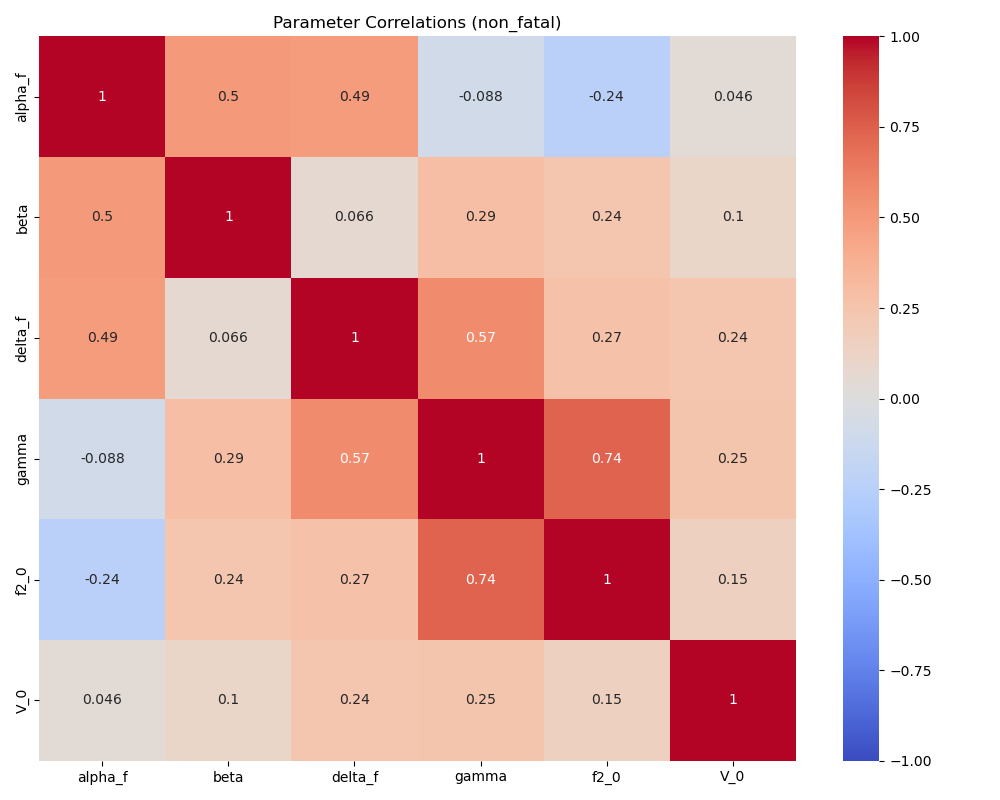 Parameter Correlations (non_fatal)
alpha_f 1 0.5 0.49 -0.088 -0.24 0.046
beta 0.5 1 0.066 0.29 0.24 0.1
delta_f 0.49 0.066 1 0.57 0.27 0.24
gamma -0.088 0.29 0.57 1 0.74 0.25
f2_0 -0.24 0.24 0.27 0.74 1 0.15
V_0 0.046 0.1 0.24 0.25 0.15 1
alpha_f beta delta_f gamma f2_0 V_0
1.00
0.75
0.50
0.25
0.00
−0.25
−0.50
−0.75
−1.00